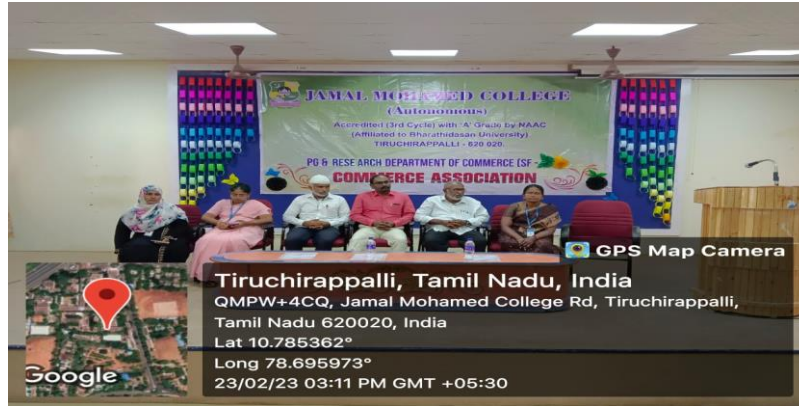 JAMAL MOHAMED COLLEGE
(Autonomous)
Accredited (3rd Cycle) with 'A' Grade by NAAC
(Affiliated to Bharathidasan University)
TIRUCHIRAPPALLI - 620 020.
PG & RESE ARCH DEPARTMENT OF COMMERCE (SF -
COMMERCE ASSOCIATION
GPS Map Camera
Tiruchirappalli, Tamil Nadu, India
QMPW+4CQ, Jamal Mohamed College Rd, Tiruchirappalli,
Tamil Nadu 620020, India
Lat 10.785362°
Long 78.695973°
23/02/23 03:11 PM GMT +05:30
Google